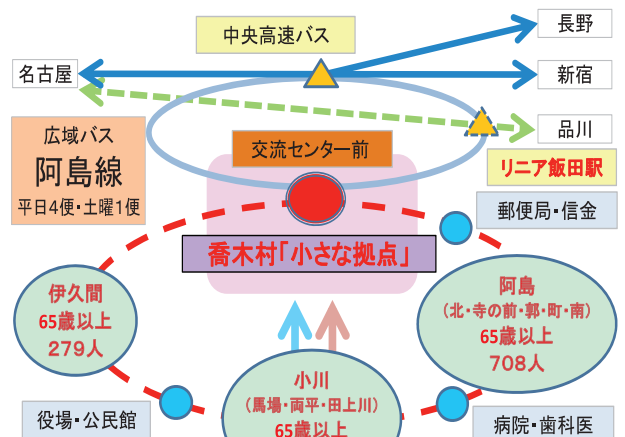 中央高速バス
長野
名古屋
新宿
品川
広域バス
阿島線
平日4便・土曜1便
交流センター前
リニア飯田駅
郵便局・信金
喬木村「小さな拠点」
伊久間
65歳以上
279人
阿島
(北・寺の前・郭・町・南)
65歳以上
708人
小川
(馬場・両平・田上川)
65歳以上
役場・公民館
病院・歯科医